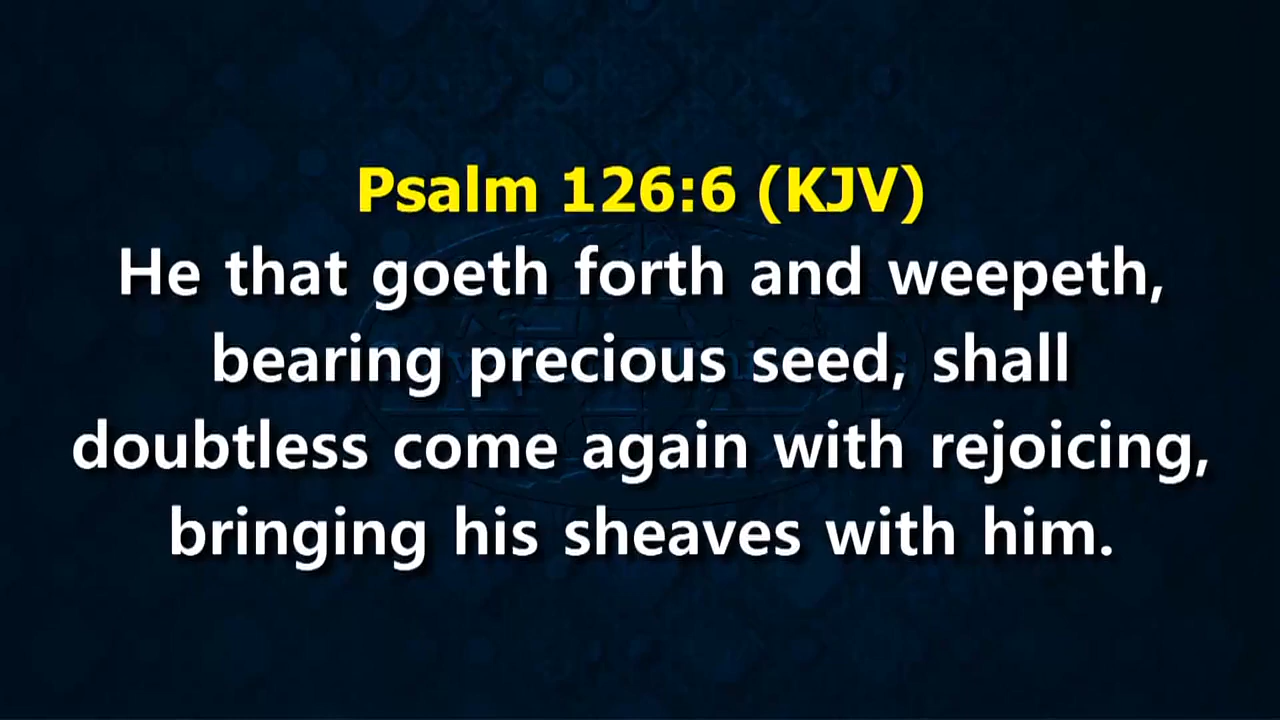 Psalm 126:6 (KJV)
He that goeth forth and weepeth,
bearing precious seed, shall
doubtless come again with rejoicing,
bringing his sheaves with him.